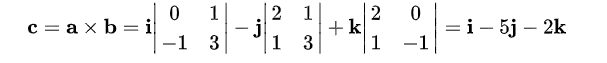 c = a × b = i |0 1; −1 3| − j |2 1; 1 3| + k |2 0; 1 −1| = i − 5j − 2k